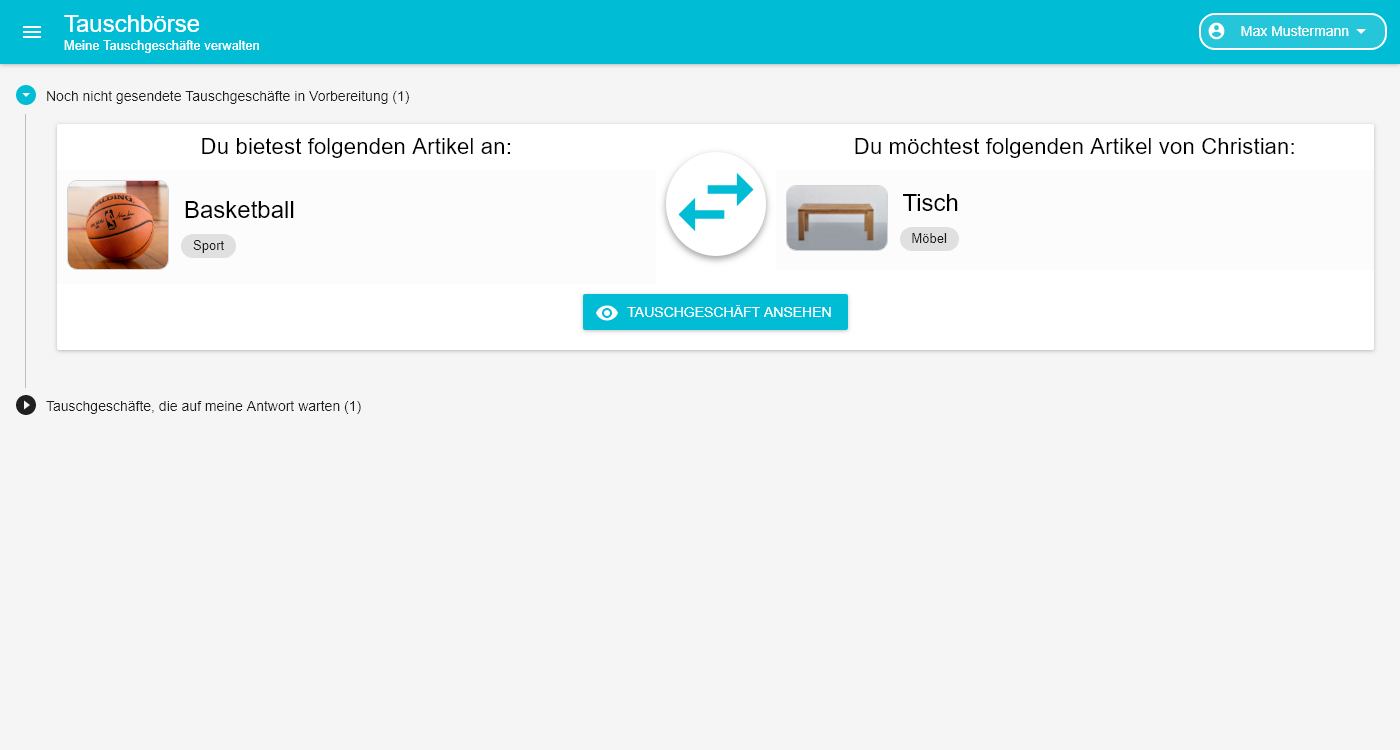 Tauschbörse
Meine Tauschgeschäfte verwalten
Max Mustermann
Noch nicht gesendete Tauschgeschäfte in Vorbereitung (1)
Du bietest folgenden Artikel an:
SPALDING
Basketball
Sport
Du möchtest folgenden Artikel von Christian:
Tisch
Möbel
TAUSCHGESCHÄFT ANSEHEN
Tauschgeschäfte, die auf meine Antwort warten (1)